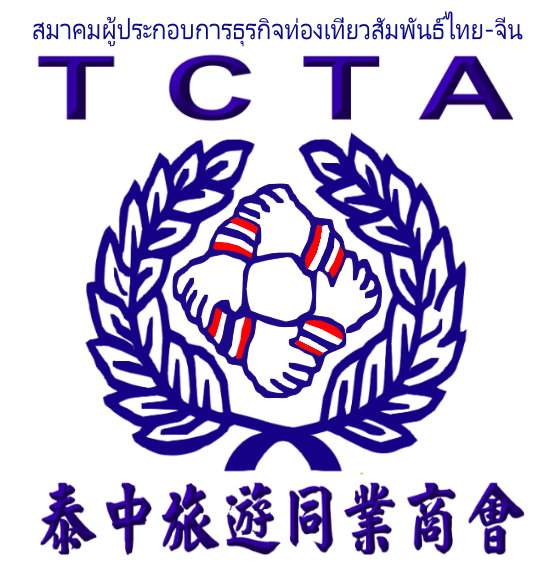 สมาคมผู้ประกอบการธุรกิจท่องเทียวสัมพันธ์ไทย-จีน
TCTA
泰中旅遊同業商會